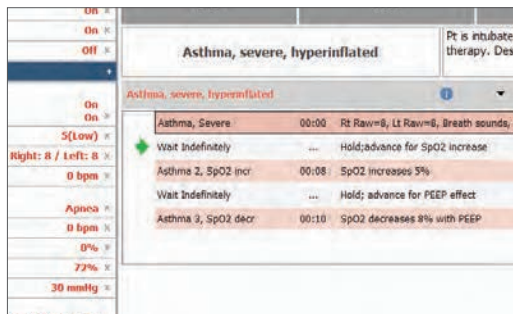 On ×
On ×
Off ×
On
On ×
5(Low) ×
Right: 8 / Left: 8 ×
0 bpm ×
Apnea ×
0 bpm ×
0% ×
72% ×
30 mmHg ×
Asthma, severe, hyperinflated
Pt is intubate
therapy. Des
Asthma, severe, hyperinflated
Asthma, Severe 00:00 Rt Raw=8, Lt Raw=8, Breath sounds,
Wait Indefinitely ... Hold;advance for SpO2 increase
Asthma 2, SpO2 incr 00:08 SpO2 increases 5%
Wait Indefinitely ... Hold; advance for PEEP effect
Asthma 3, SpO2 decr 00:10 SpO2 decreases 8% with PEEP